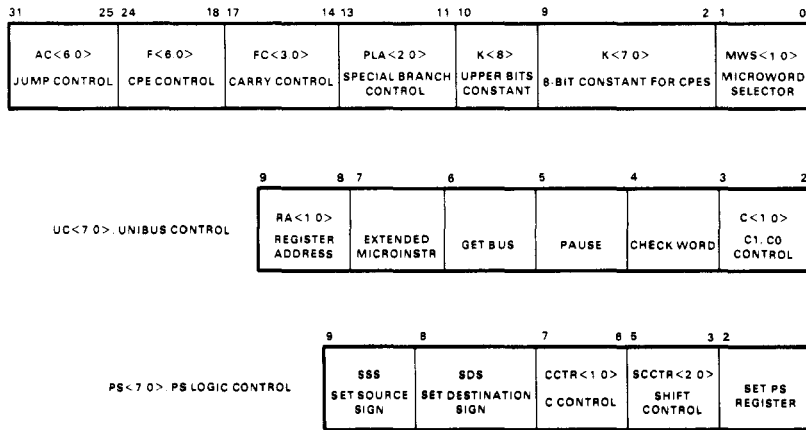 31 25 24 18 17 14 13 11 10 9 2 1 0
AC<6 0> F<6 0> FC<3 0> PLA<2 0> K<8> K<7 0> MWS<1 0>
JUMP CONTROL CPE CONTROL CARRY CONTROL SPECIAL BRANCH CONTROL UPPER BITS CONSTANT 8-BIT CONSTANT FOR CPES MICROWORD SELECTOR
9 8 7 6 5 4 3 2
UC<7 0>. UNIBUS CONTROL
RA<1 0> REGISTER ADDRESS EXTENDED MICROINSTR GET BUS PAUSE CHECK WORD C<1 0> C1, C0 CONTROL
9 8 7 6 5 3 2
PS<7 0>. PS LOGIC CONTROL
SSS SET SOURCE SIGN SDS SET DESTINATION SIGN CCTR<1 0> C CONTROL SCCTR<2 0> SHIFT CONTROL SET PS REGISTER